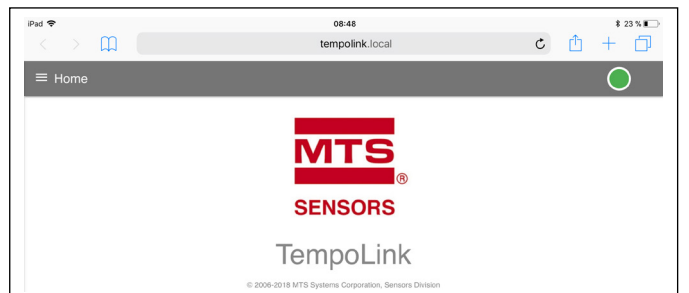 iPad 08:48 23 %
tempolink.local
Home
MTS
®
SENSORS
TempoLink
© 2006-2018 MTS Systems Corporation, Sensors Division